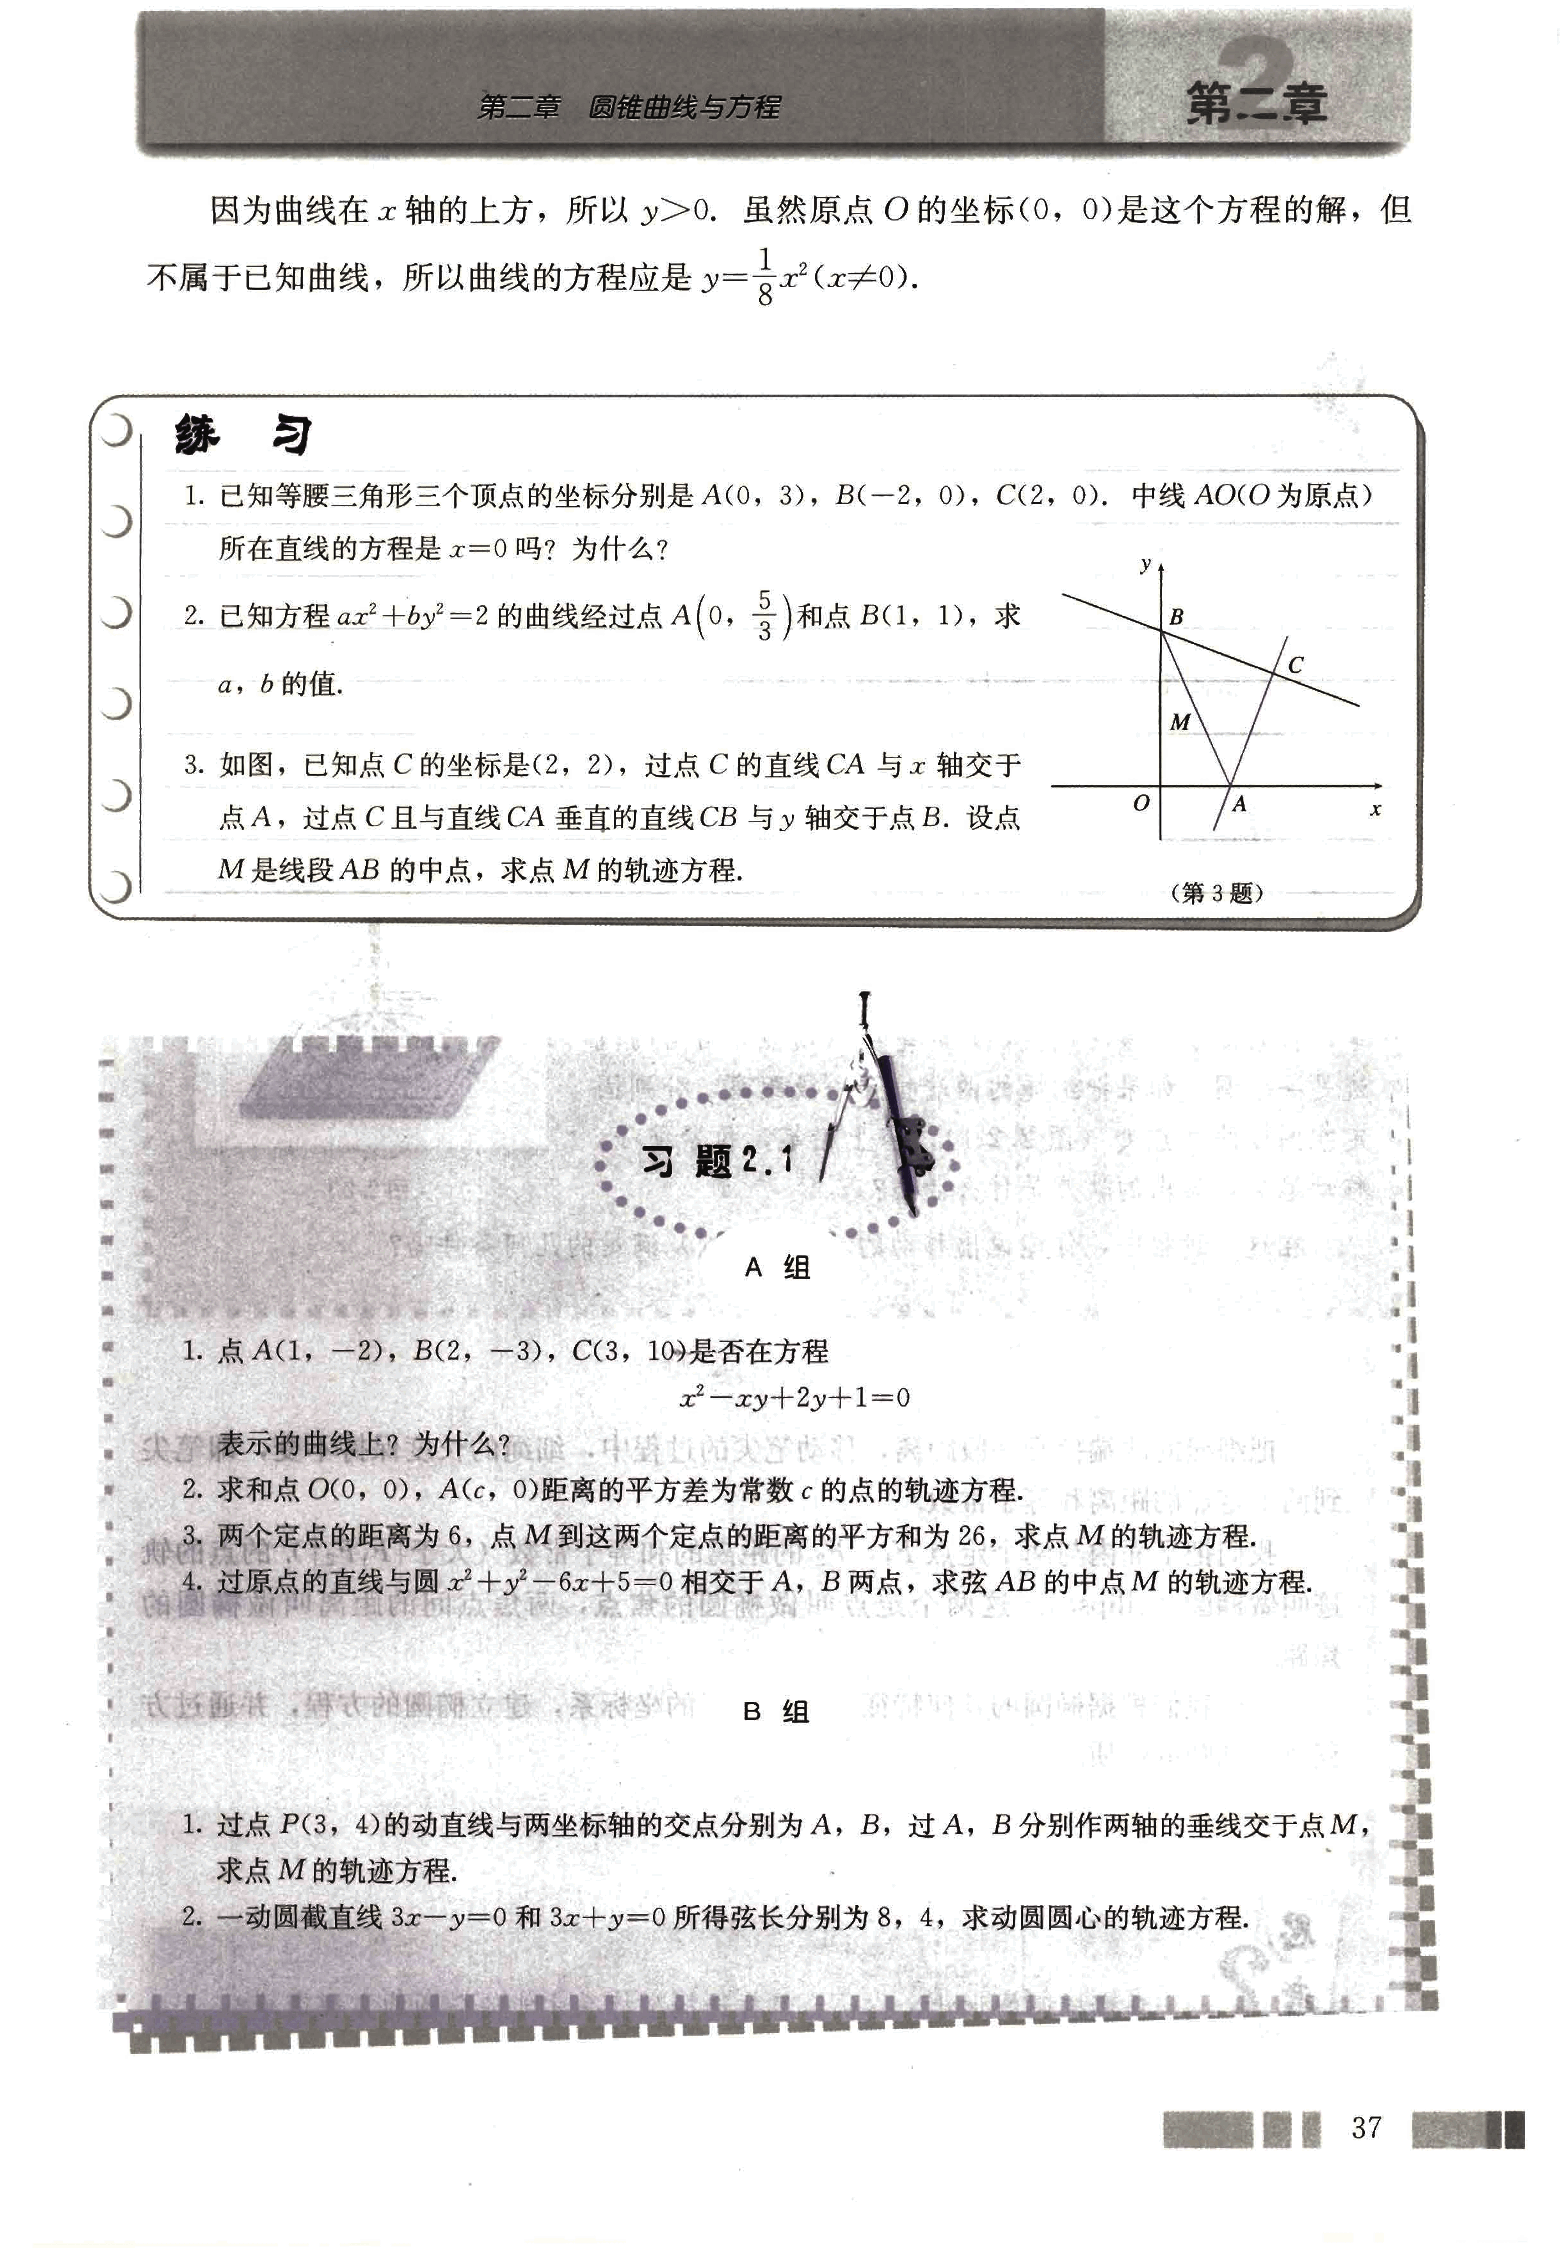 第二章 圆锥曲线与方程
第二章
因为曲线在 x 轴的上方，所以 y>0. 虽然原点 O 的坐标(0，0)是这个方程的解，但
不属于已知曲线，所以曲线的方程应是 y=\frac{1}{8}x²(x≠0).
练 习
1. 已知等腰三角形三个顶点的坐标分别是 A(0，3)，B(−2，0)，C(2，0). 中线 AO(O 为原点)
所在直线的方程是 x=0 吗？为什么？
2. 已知方程 ax²+by²=2 的曲线经过点 A(0，\frac{5}{3})和点 B(1，1)，求
a，b 的值.
3. 如图，已知点 C 的坐标是(2，2)，过点 C 的直线 CA 与 x 轴交于
点 A，过点 C 且与直线 CA 垂直的直线 CB 与 y 轴交于点 B. 设点
M 是线段 AB 的中点，求点 M 的轨迹方程.
y
B
C
M
O
A
x
(第 3 题)
习 题 2.1
A 组
1. 点 A(1，−2)，B(2，−3)，C(3，10)是否在方程
x²−xy+2y+1=0
表示的曲线上？为什么？
2. 求和点 O(0，0)，A(c，0)距离的平方差为常数 c 的点的轨迹方程.
3. 两个定点的距离为 6，点 M 到这两个定点的距离的平方和为 26，求点 M 的轨迹方程.
4. 过原点的直线与圆 x²+y²−6x+5=0 相交于 A，B 两点，求弦 AB 的中点 M 的轨迹方程.
B 组
1. 过点 P(3，4)的动直线与两坐标轴的交点分别为 A，B，过 A，B 分别作两轴的垂线交于点 M，
求点 M 的轨迹方程.
2. 一动圆截直线 3x−y=0 和 3x+y=0 所得弦长分别为 8，4，求动圆圆心的轨迹方程.
37